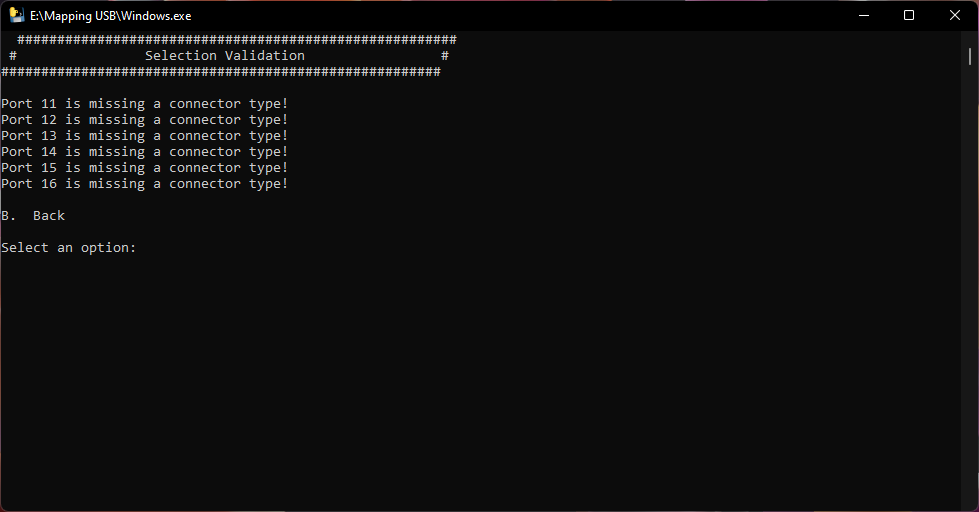 E:\Mapping USB\Windows.exe
#######################################################
# Selection Validation #
#######################################################
Port 11 is missing a connector type!
Port 12 is missing a connector type!
Port 13 is missing a connector type!
Port 14 is missing a connector type!
Port 15 is missing a connector type!
Port 16 is missing a connector type!
B. Back
Select an option: